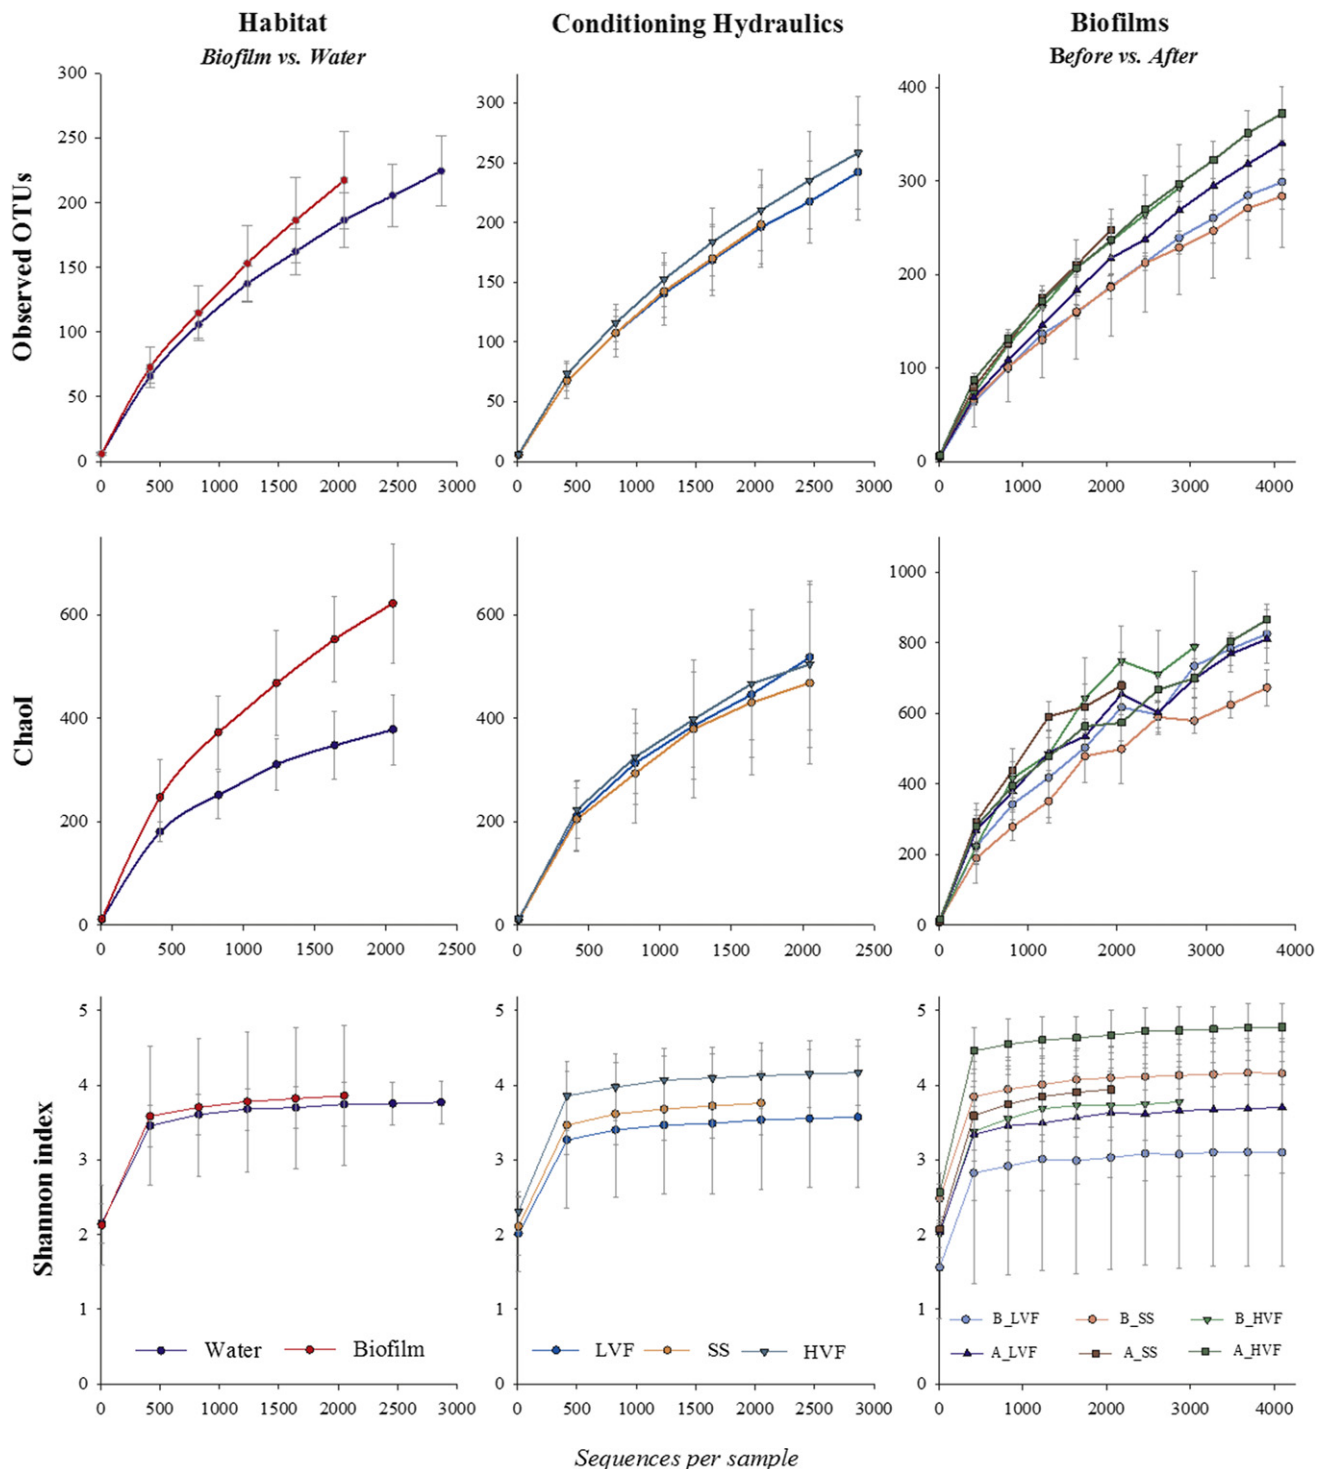 Habitat
Biofilm vs. Water
Conditioning Hydraulics
Biofilms
Before vs. After
Observed OTUs
300
250
200
150
100
50
0
0 500 1000 1500 2000 2500 3000
300
250
200
150
100
50
0
0 500 1000 1500 2000 2500 3000
400
300
200
100
0
0 1000 2000 3000 4000
ChaoI
600
400
200
0
0 500 1000 1500 2000 2500
600
400
200
0
0 500 1000 1500 2000 2500
1000
800
600
400
200
0
0 1000 2000 3000 4000
Shannon index
5
4
3
2
1
0
Water Biofilm
0 500 1000 1500 2000 2500 3000
5
4
3
2
1
0
LVF SS HVF
0 500 1000 1500 2000 2500 3000
5
4
3
2
1
0
B_LVF B_SS B_HVF
A_LVF A_SS A_HVF
0 1000 2000 3000 4000
Sequences per sample